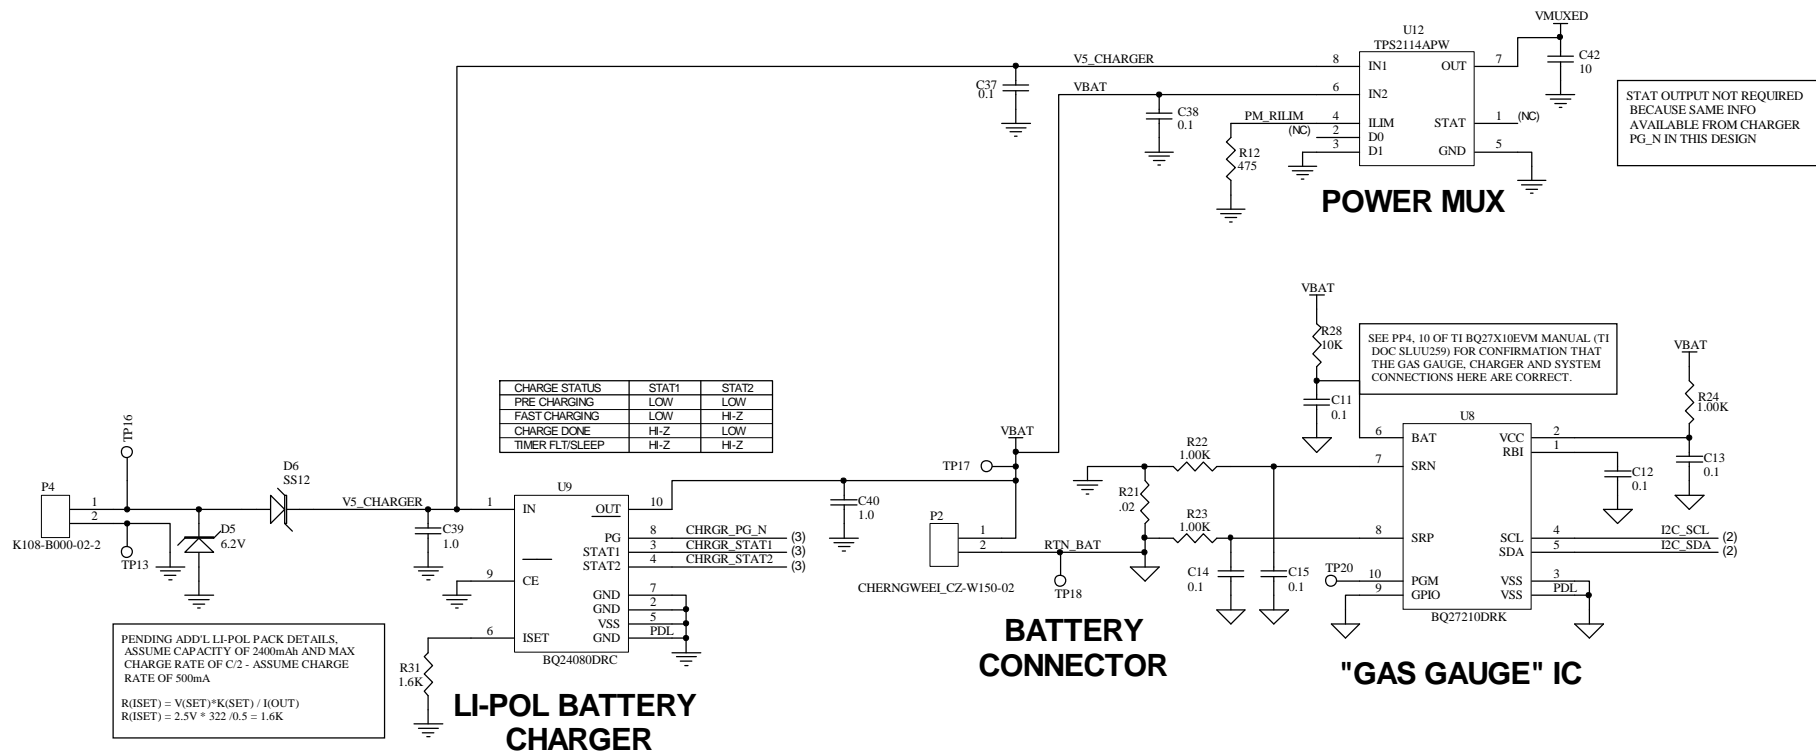 VMUXED
U12
TPS2114APW
C42
10
V5_CHARGER
8 IN1 OUT 7
C37
0.1
VBAT
6 IN2
C38
0.1
PM_RILIM
4 ILIM STAT 1 (NC)
(NC) 2 D0
3 D1 GND 5
R12
475
STAT OUTPUT NOT REQUIRED
BECAUSE SAME INFO
AVAILABLE FROM CHARGER
PG_N IN THIS DESIGN
POWER MUX
VBAT
R28
10K
SEE PP4, 10 OF TI BQ27X10EVM MANUAL (TI
DOC SLUU259) FOR CONFIRMATION THAT
THE GAS GAUGE, CHARGER AND SYSTEM
CONNECTIONS HERE ARE CORRECT.
VBAT
R24
1.00K
C11
0.1
U8
6 BAT VCC 2
RBI 1
7 SRN
C12
0.1
C13
0.1
8 SRP SCL 4 I2C_SCL (2)
SDA 5 I2C_SDA (2)
TP20
10 PGM VSS 3
9 GPIO VSS PDL
BQ27210DRK
"GAS GAUGE" IC
R22
1.00K
R21
.02
R23
1.00K
C14
0.1
C15
0.1
CHARGE STATUS STAT1 STAT2
PRE CHARGING LOW LOW
FAST CHARGING LOW HI-Z
CHARGE DONE HI-Z LOW
TIMER FLT/SLEEP HI-Z HI-Z
VBAT
TP17
C40
1.0
P2
1
2
RTN_BAT
TP18
CHERNGWEEI_CZ-W150-02
BATTERY
CONNECTOR
TP16
P4
1
2
K108-B000-02-2
TP13
D6
SS12
D5
6.2V
V5_CHARGER
C39
1.0
U9
1 IN OUT 10
PG 8 CHRGR_PG_N (3)
STAT1 3 CHRGR_STAT1 (3)
STAT2 4 CHRGR_STAT2 (3)
9 CE
GND 7
GND 2
VSS 5
6 ISET GND PDL
BQ24080DRC
R31
1.6K
LI-POL BATTERY
CHARGER
PENDING ADD'L LI-POL PACK DETAILS,
ASSUME CAPACITY OF 2400mAh AND MAX
CHARGE RATE OF C/2 - ASSUME CHARGE
RATE OF 500mA
R(ISET) = V(SET)*K(SET) / I(OUT)
R(ISET) = 2.5V * 322 /0.5 = 1.6K